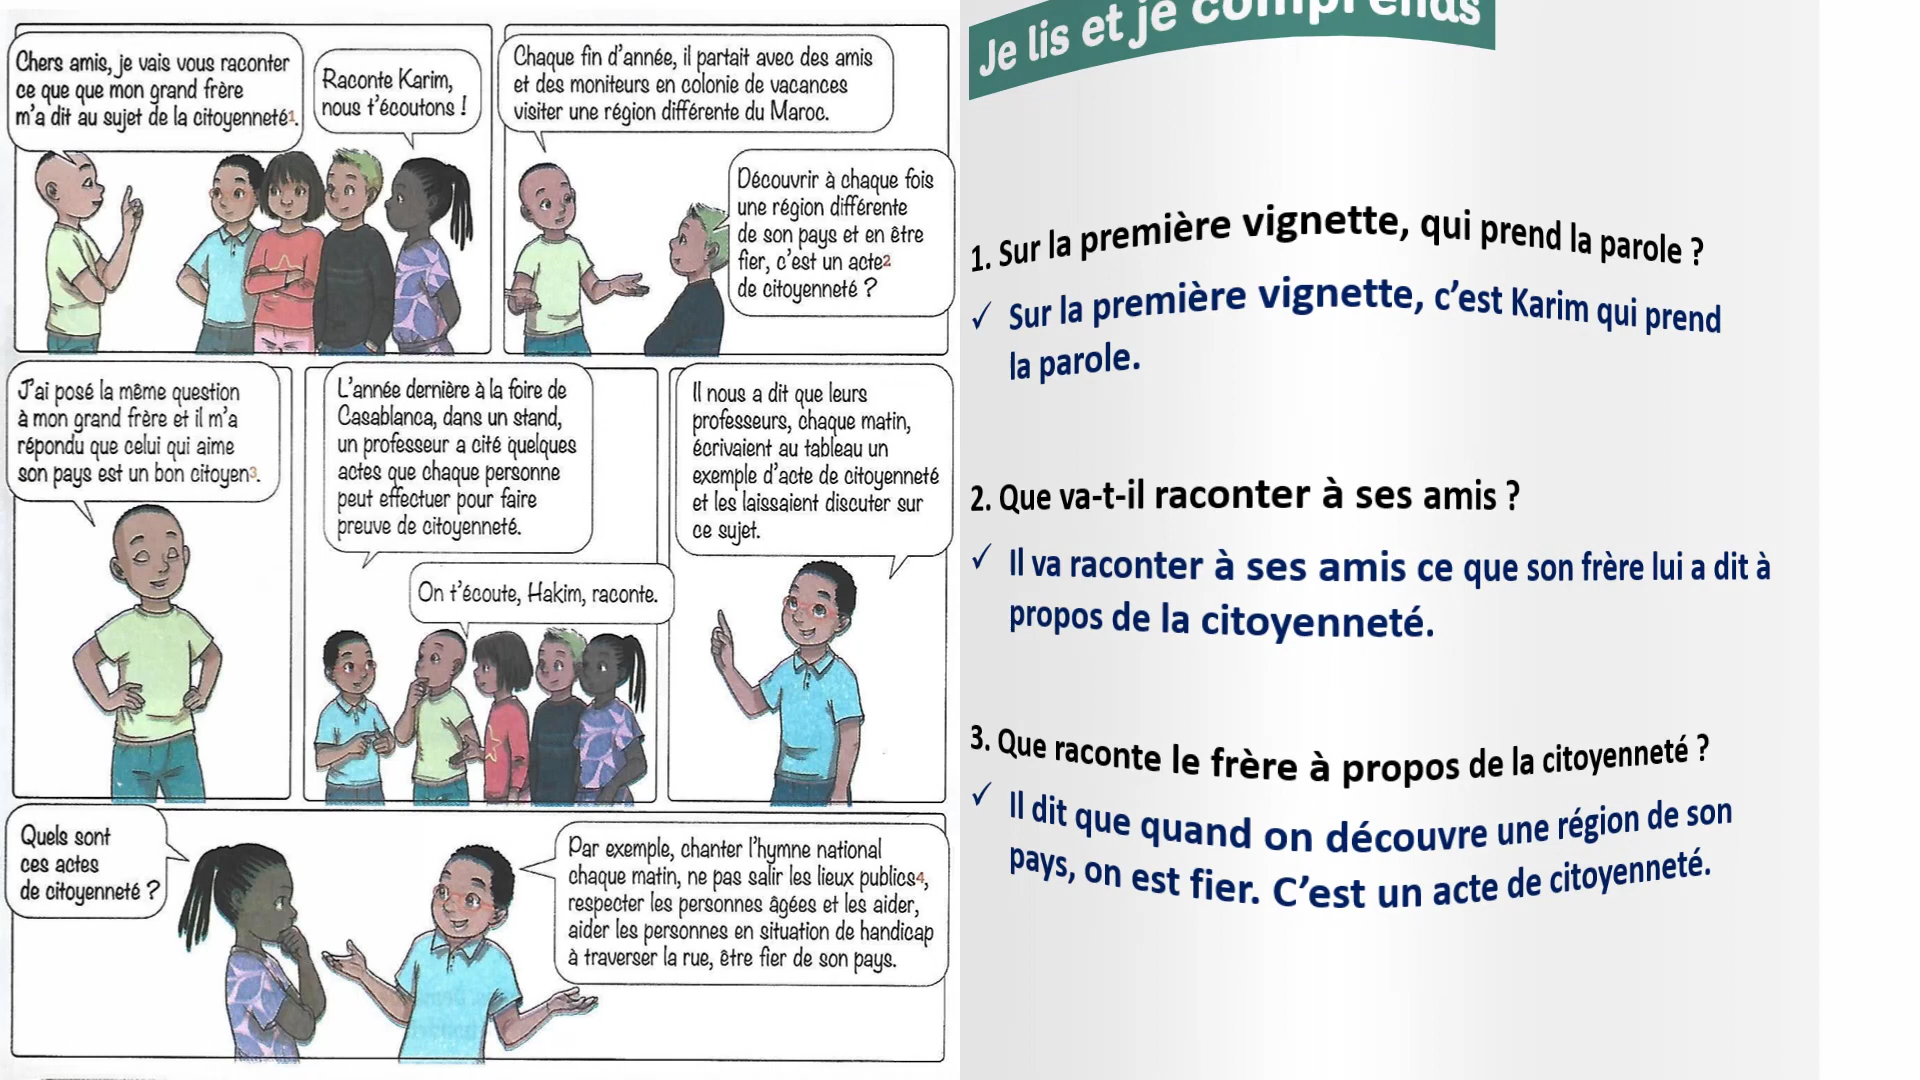 Chers amis, je vais vous raconter
ce que que mon grand frère
m'a dit au sujet de la citoyenneté1.
Raconte Karim,
nous t'écoutons !
Chaque fin d'année, il partait avec des amis
et des moniteurs en colonie de vacances
visiter une région différente du Maroc.
Découvrir à chaque fois
une région différente
de son pays et en être
fier, c'est un acte2
de citoyenneté ?
J'ai posé la même question
à mon grand frère et il m'a
répondu que celui qui aime
son pays est un bon citoyen3.
L'année dernière à la foire de
Casablanca, dans un stand,
un professeur a cité quelques
actes que chaque personne
peut effectuer pour faire
preuve de citoyenneté.
On t'écoute, Hakim, raconte.
Il nous a dit que leurs
professeurs, chaque matin,
écrivaient au tableau un
exemple d'acte de citoyenneté
et les laissaient discuter sur
ce sujet.
Quels sont
ces actes
de citoyenneté ?
Par exemple, chanter l'hymne national
chaque matin, ne pas salir les lieux publics4,
respecter les personnes âgées et les aider,
aider les personnes en situation de handicap
à traverser la rue, être fier de son pays.
Je lis et je comprends
1. Sur la première vignette, qui prend la parole ?
✓ Sur la première vignette, c'est Karim qui prend
la parole.
2. Que va-t-il raconter à ses amis ?
✓ Il va raconter à ses amis ce que son frère lui a dit à
propos de la citoyenneté.
3. Que raconte le frère à propos de la citoyenneté ?
✓ Il dit que quand on découvre une région de son
pays, on est fier. C'est un acte de citoyenneté.